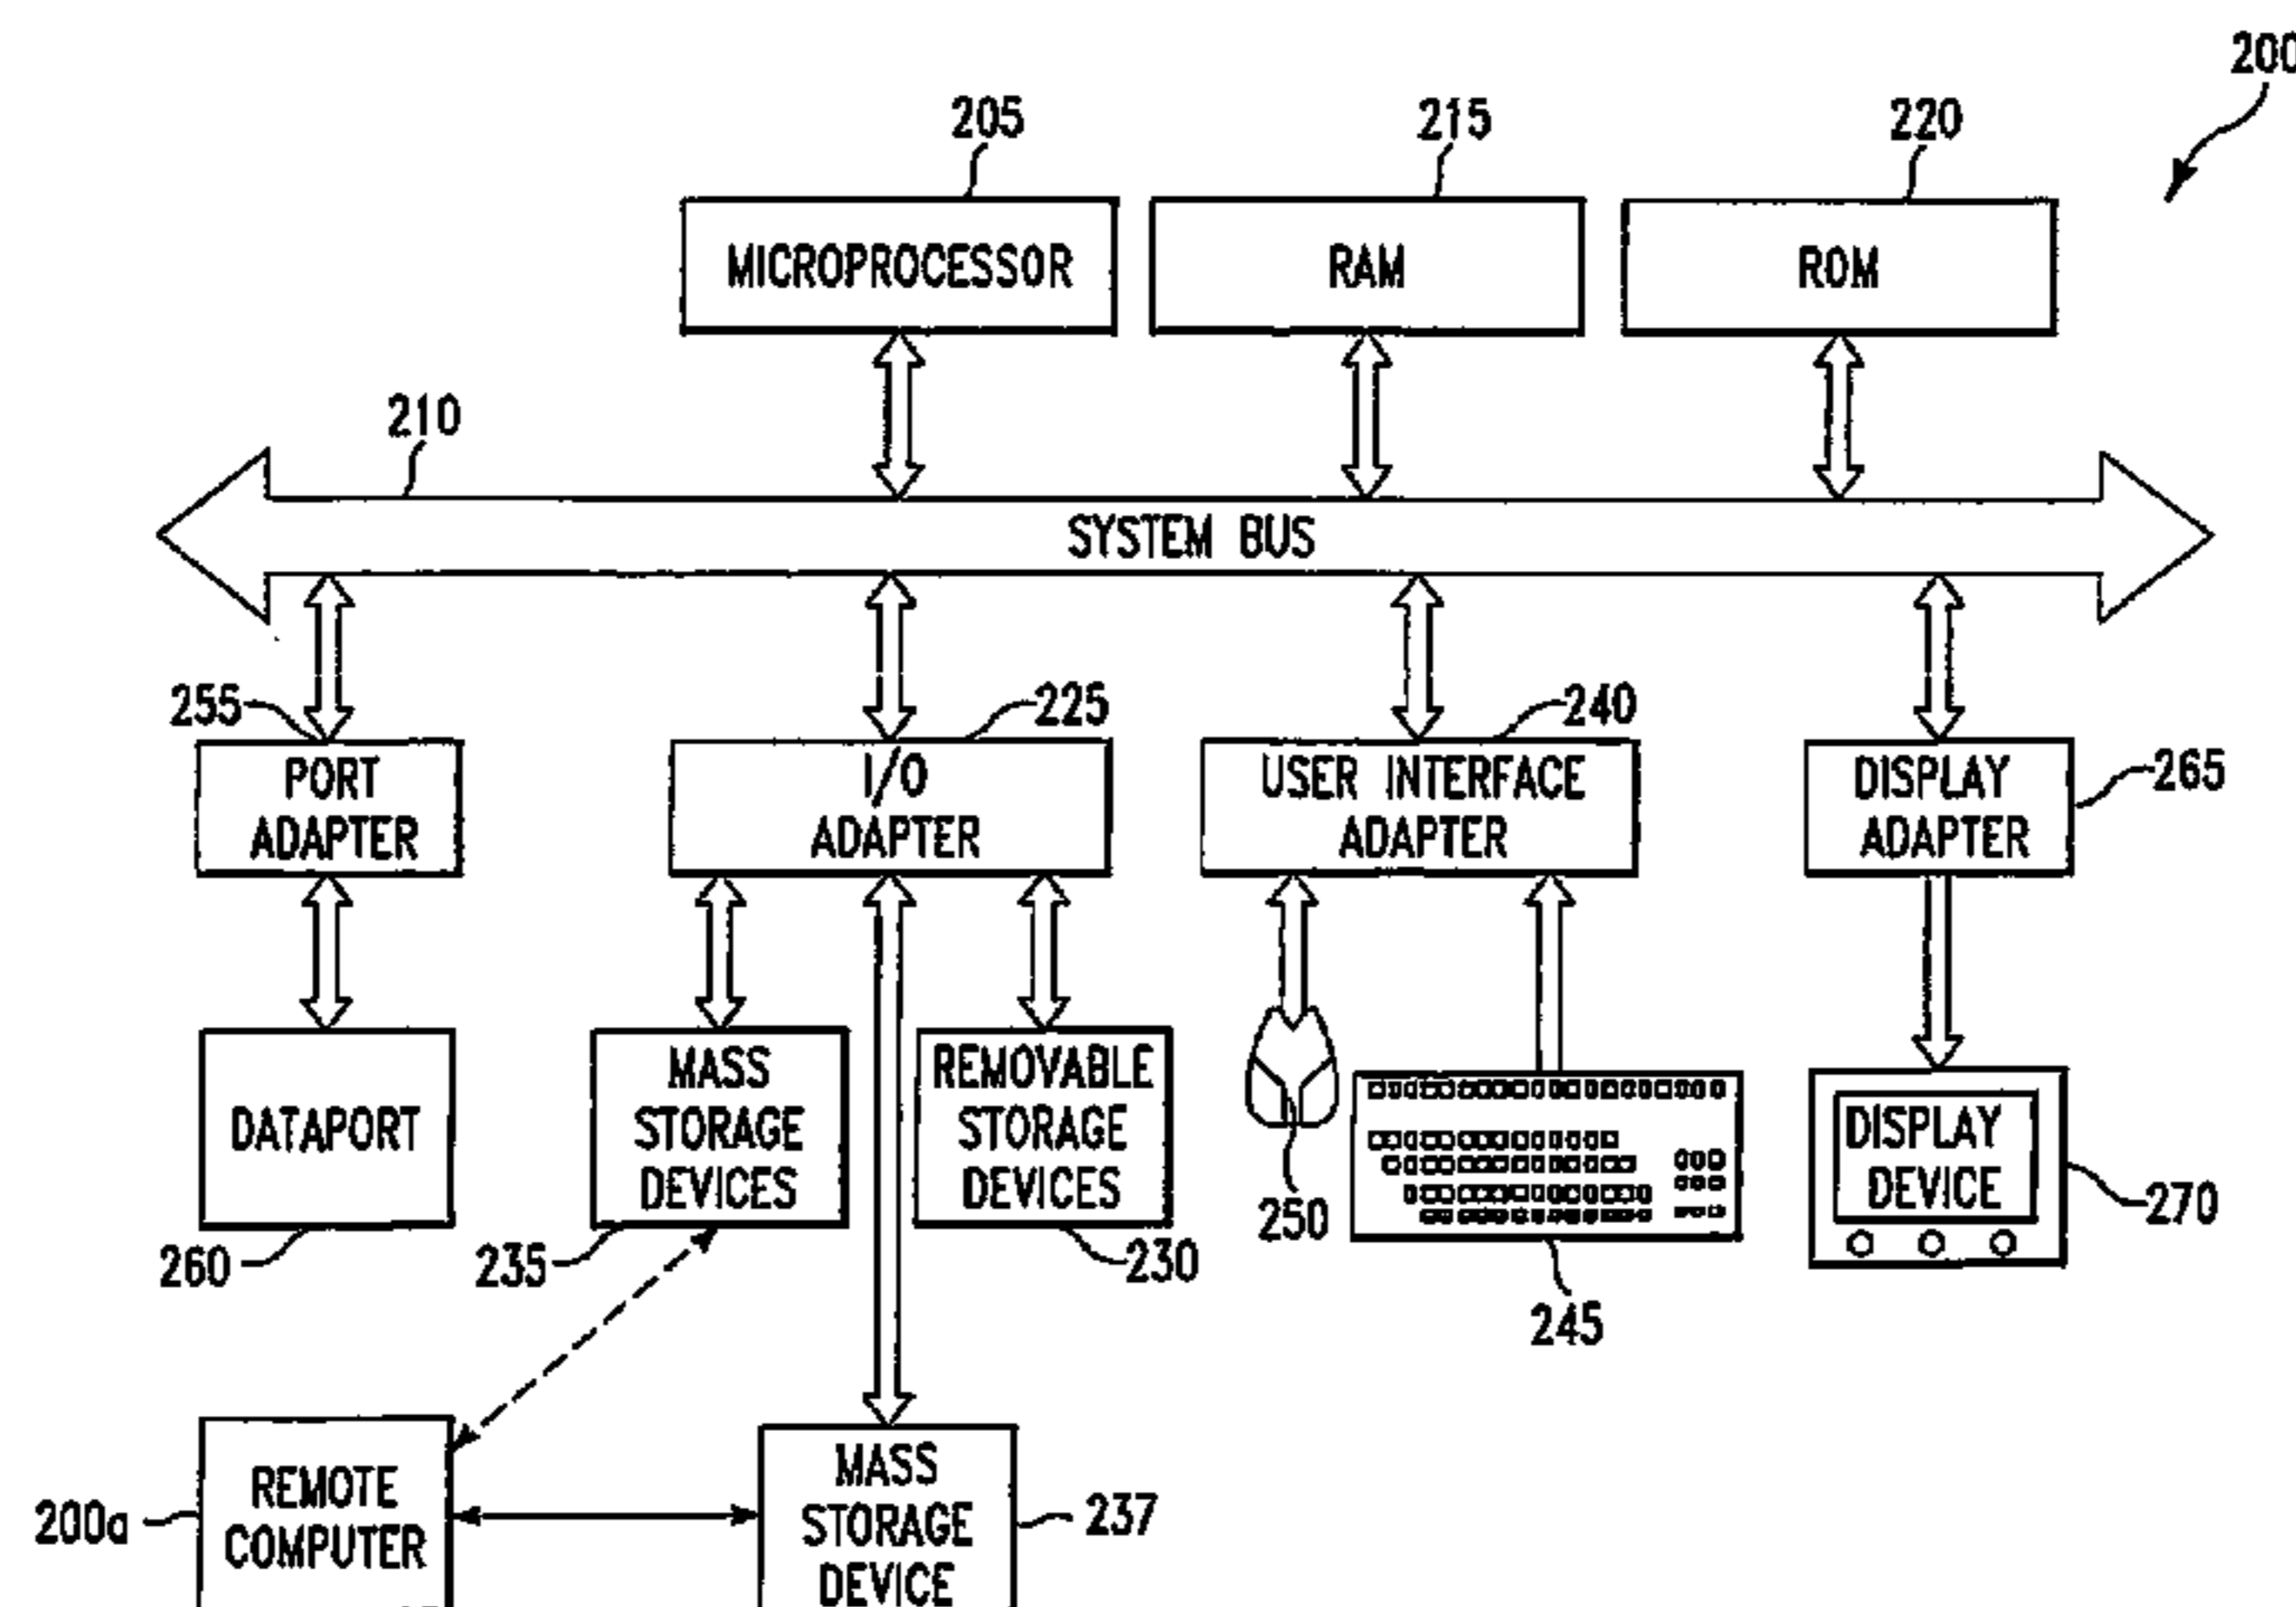 200
205
215
220
MICROPROCESSOR
RAM
ROM
210
SYSTEM BUS
255
225
240
265
PORT
ADAPTER
I/O
ADAPTER
USER INTERFACE
ADAPTER
DISPLAY
ADAPTER
DATAPORT
MASS
STORAGE
DEVICES
REMOVABLE
STORAGE
DEVICES
DISPLAY
DEVICE
260
235
230
250
245
270
200a
REMOTE
COMPUTER
MASS
STORAGE
DEVICE
237